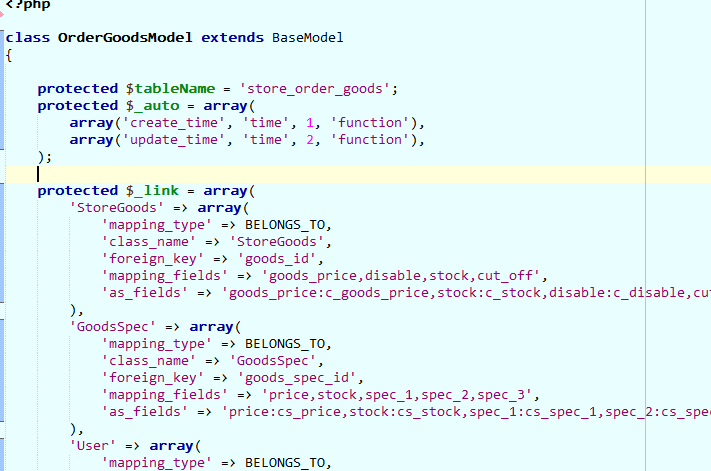 <?php
class OrderGoodsModel extends BaseModel
{
protected $tableName = 'store_order_goods';
protected $_auto = array(
array('create_time', 'time', 1, 'function'),
array('update_time', 'time', 2, 'function'),
);
protected $_link = array(
'StoreGoods' => array(
'mapping_type' => BELONGS_TO,
'class_name' => 'StoreGoods',
'foreign_key' => 'goods_id',
'mapping_fields' => 'goods_price,disable,stock,cut_off',
'as_fields' => 'goods_price:c_goods_price,stock:c_stock,disable:c_disable,cut
),
'GoodsSpec' => array(
'mapping_type' => BELONGS_TO,
'class_name' => 'GoodsSpec',
'foreign_key' => 'goods_spec_id',
'mapping_fields' => 'price,stock,spec_1,spec_2,spec_3',
'as_fields' => 'price:cs_price,stock:cs_stock,spec_1:cs_spec_1,spec_2:cs_spec
),
'User' => array(
'mapping_type' => BELONGS_TO,